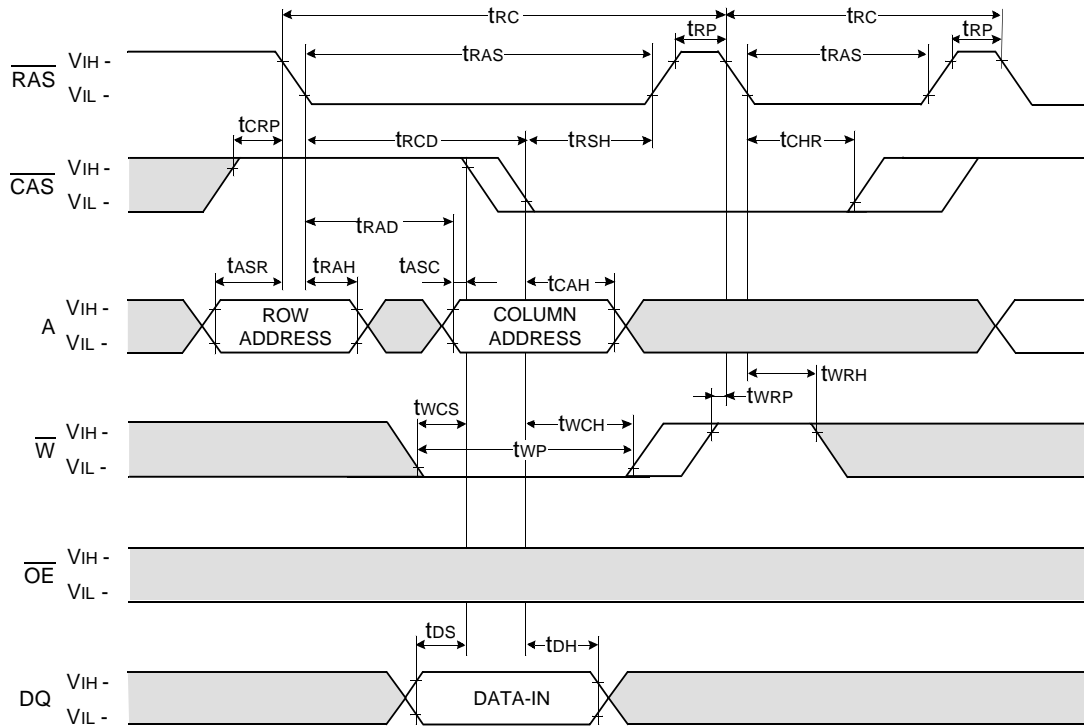 tRC tRC
tRP tRP
tRAS tRAS
RAS VIH -
VIL -
tCRP tRCD tRSH tCHR
CAS VIH -
VIL -
tRAD
tASR tRAH tASC tCAH
A VIH -
VIL -
ROW
ADDRESS
COLUMN
ADDRESS
tWRH
tWRP
tWCS tWCH
tWP
W VIH -
VIL -
OE VIH -
VIL -
tDS tDH
DQ VIH -
VIL -
DATA-IN